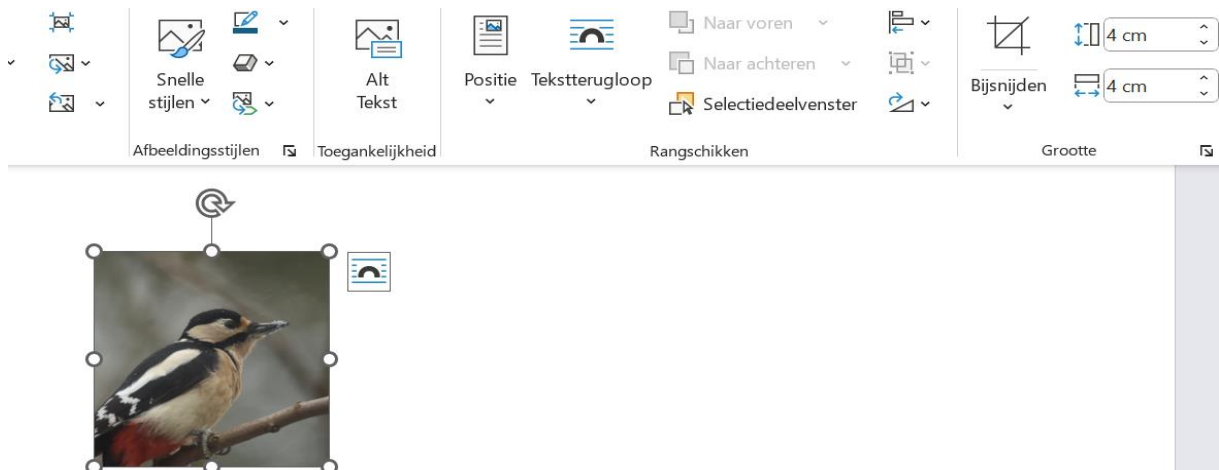 Snelle
stijlen
Afbeeldingsstijlen
Alt
Tekst
Toegankelijkheid
Positie
Tekstterugloop
Naar voren
Naar achteren
Selectiedeelvenster
Rangschikken
Bijsnijden
4 cm
4 cm
Grootte